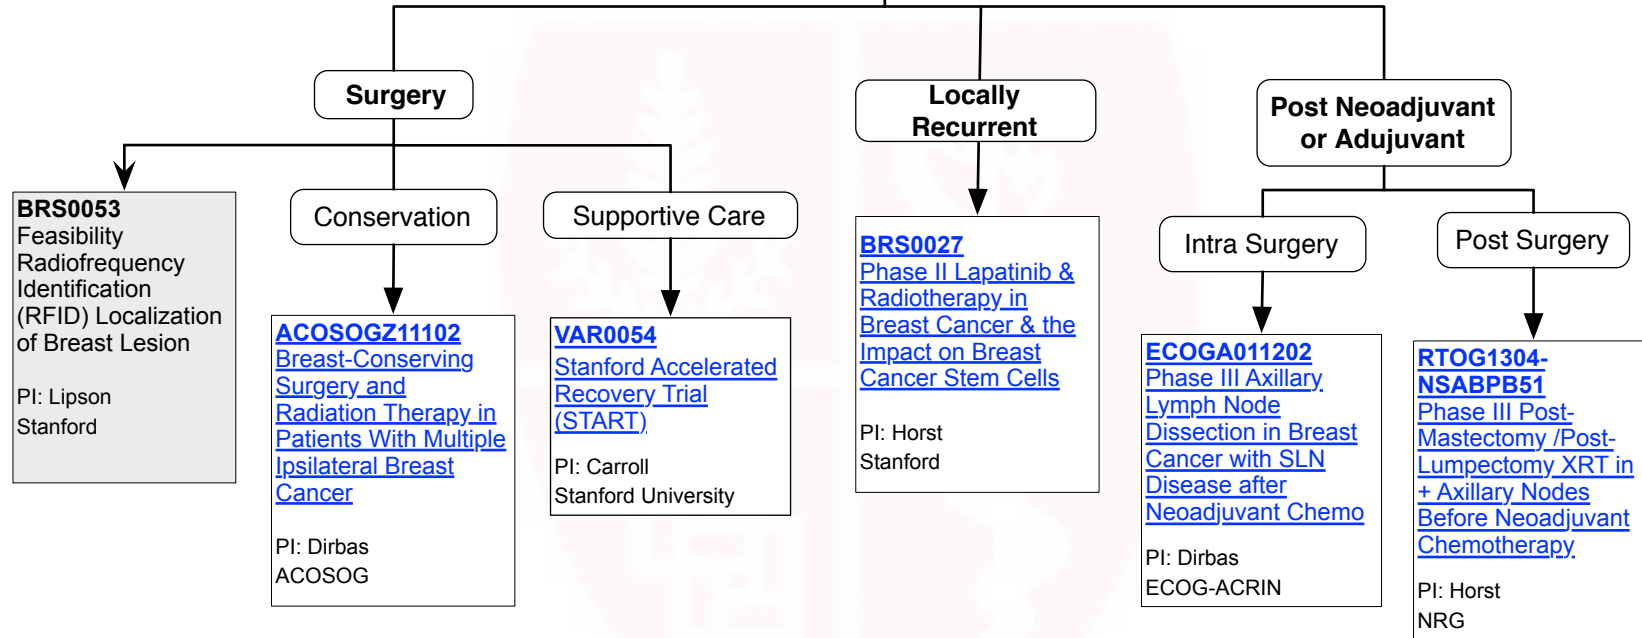 Surgery
Locally
Recurrent
Post Neoadjuvant
or Adujuvant
BRS0053
Feasibility
Radiofrequency
Identification
(RFID) Localization
of Breast Lesion
PI: Lipson
Stanford
Conservation
ACOSOGZ11102
Breast-Conserving
Surgery and
Radiation Therapy in
Patients With Multiple
Ipsilateral Breast
Cancer
PI: Dirbas
ACOSOG
Supportive Care
VAR0054
Stanford Accelerated
Recovery Trial
(START)
PI: Carroll
Stanford University
BRS0027
Phase II Lapatinib &
Radiotherapy in
Breast Cancer & the
Impact on Breast
Cancer Stem Cells
PI: Horst
Stanford
Intra Surgery
ECOGA011202
Phase III Axillary
Lymph Node
Dissection in Breast
Cancer with SLN
Disease after
Neoadjuvant Chemo
PI: Dirbas
ECOG-ACRIN
Post Surgery
RTOG1304-
NSABPB51
Phase III Post-
Mastectomy /Post-
Lumpectomy XRT in
+ Axillary Nodes
Before Neoadjuvant
Chemotherapy
PI: Horst
NRG